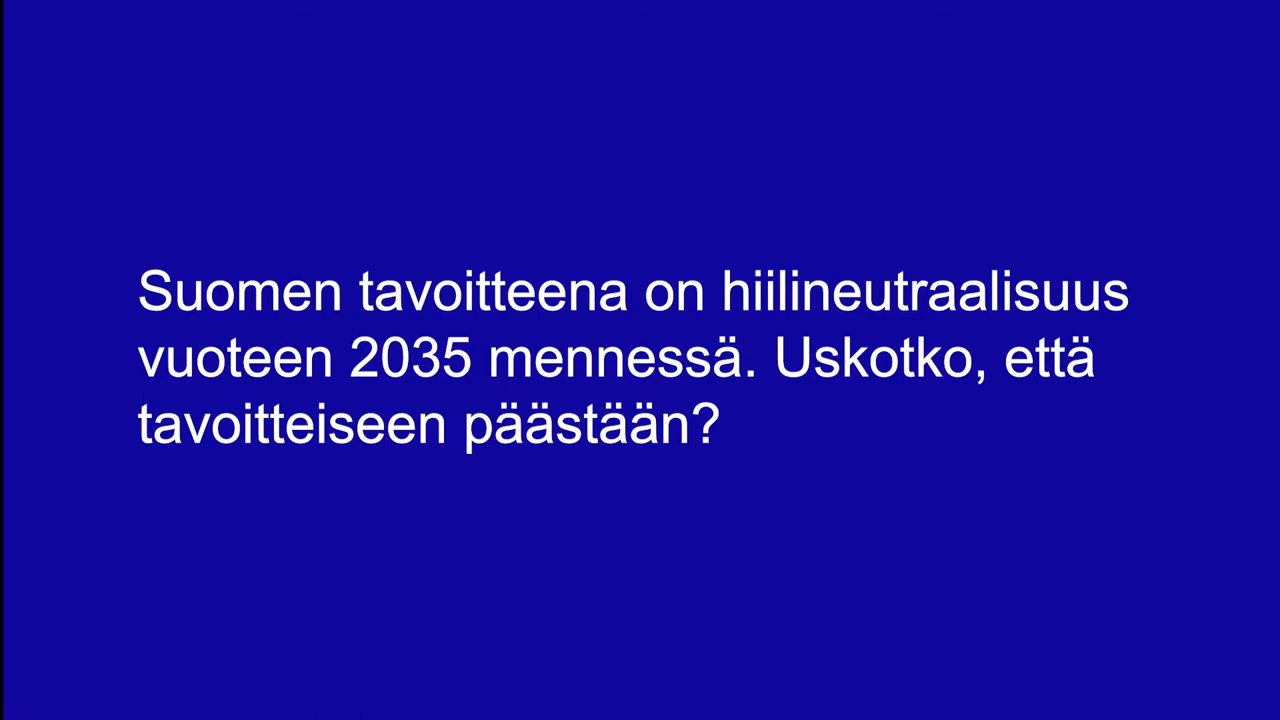 Suomen tavoitteena on hiilineutraalisuus
vuoteen 2035 mennessä. Uskotko, että
tavoitteiseen päästään?